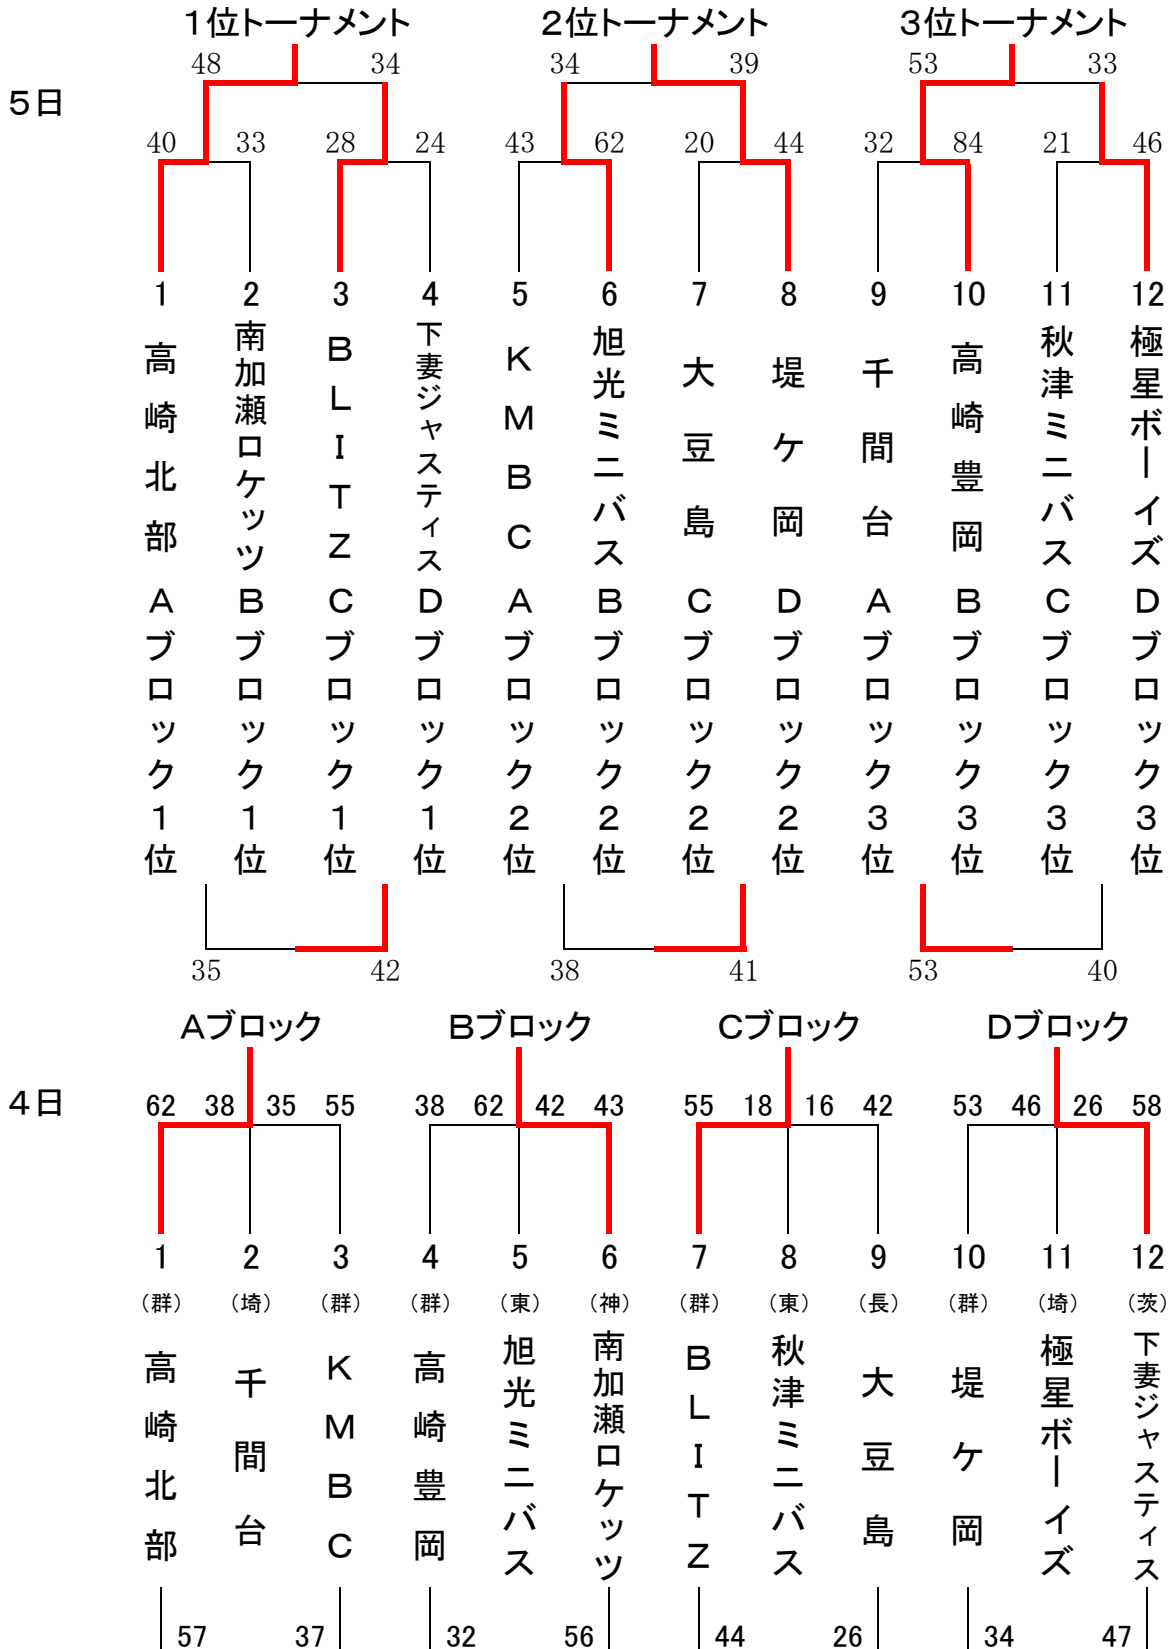 1位トーナメント 2位トーナメント 3位トーナメント
48 34 34 39 53 33
5日
40 33 28 24 43 62 20 44 32 84 21 46
1 2 3 4 5 6 7 8 9 10 11 12
高崎北部 Aブロック1位
南加瀬ロケッツ Bブロック1位
BLITZ Cブロック1位
下妻ジャスティス Dブロック1位
KMBC Aブロック2位
旭光ミニバス Bブロック2位
大豆島 Cブロック2位
堤ケ岡 Dブロック2位
千間台 Aブロック3位
高崎豊岡 Bブロック3位
秋津ミニバス Cブロック3位
極星ボーイズ Dブロック3位
35 42 38 41 53 40
Aブロック Bブロック Cブロック Dブロック
4日
62 38 35 55 38 62 42 43 55 18 16 42 53 46 26 58
1 2 3 4 5 6 7 8 9 10 11 12
(群) (埼) (群) (群) (東) (神) (群) (東) (長) (群) (埼) (茨)
高崎北部
千間台
KMBC
高崎豊岡
旭光ミニバス
南加瀬ロケッツ
BLITZ
秋津ミニバス
大豆島
堤ケ岡
極星ボーイズ
下妻ジャスティス
57 37 32 56 44 26 34 47